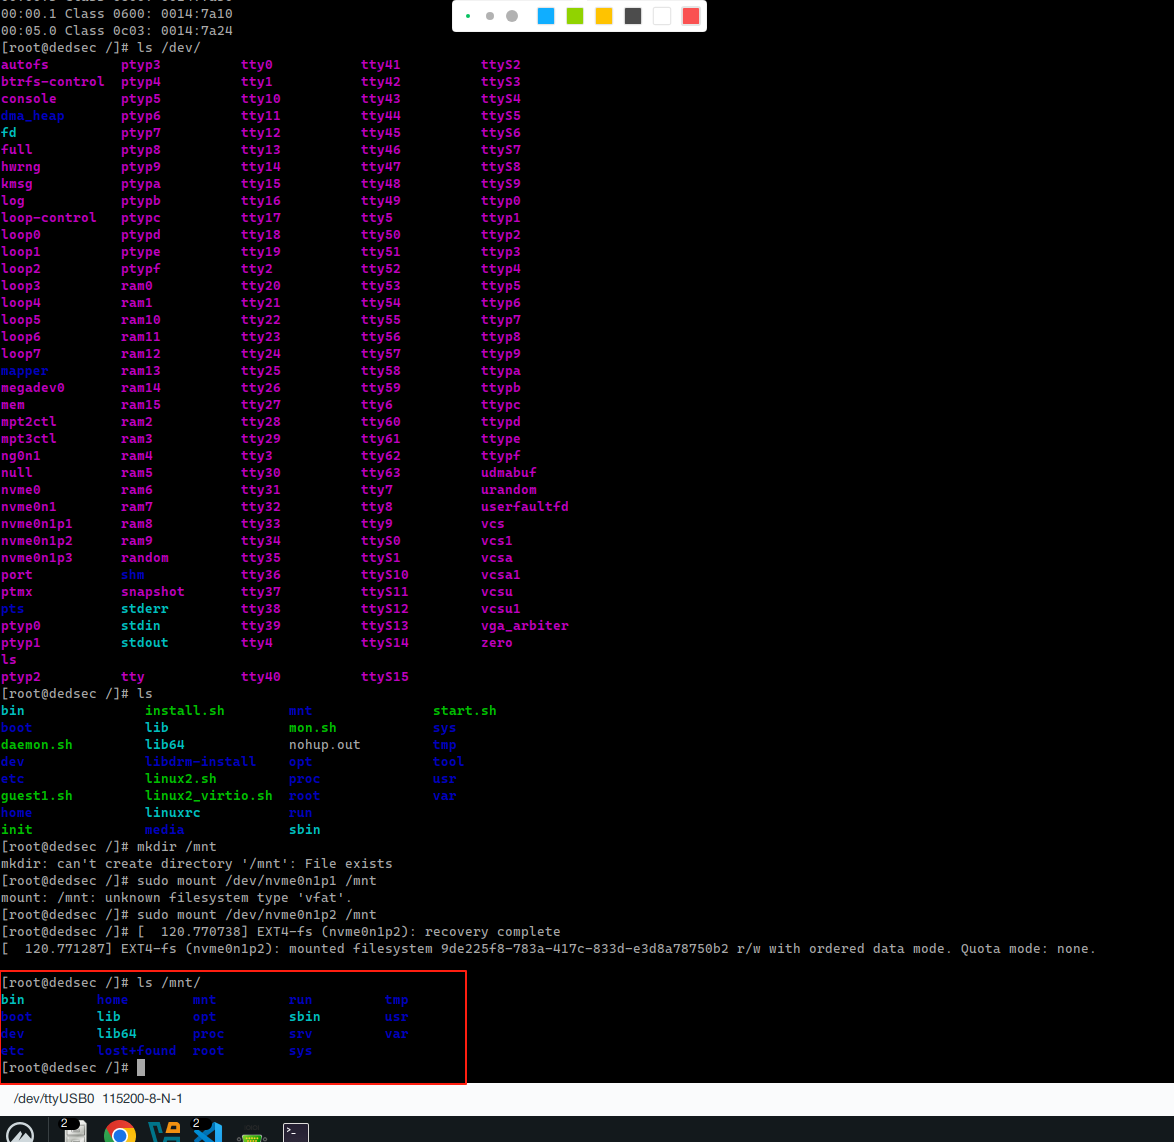 00:00.1 Class 0600: 0014:7a10
00:05.0 Class 0c03: 0014:7a24
[root@dedsec /]# ls /dev/
autofs ptyp3 tty0 tty41 ttyS2
btrfs-control ptyp4 tty1 tty42 ttyS3
console ptyp5 tty10 tty43 ttyS4
dma_heap ptyp6 tty11 tty44 ttyS5
fd ptyp7 tty12 tty45 ttyS6
full ptyp8 tty13 tty46 ttyS7
hwrng ptyp9 tty14 tty47 ttyS8
kmsg ptypa tty15 tty48 ttyS9
log ptypb tty16 tty49 ttyp0
loop-control ptypc tty17 tty5 ttyp1
loop0 ptypd tty18 tty50 ttyp2
loop1 ptype tty19 tty51 ttyp3
loop2 ptypf tty2 tty52 ttyp4
loop3 ram0 tty20 tty53 ttyp5
loop4 ram1 tty21 tty54 ttyp6
loop5 ram10 tty22 tty55 ttyp7
loop6 ram11 tty23 tty56 ttyp8
loop7 ram12 tty24 tty57 ttyp9
mapper ram13 tty25 tty58 ttypa
megadev0 ram14 tty26 tty59 ttypb
mem ram15 tty27 tty6 ttypc
mpt2ctl ram2 tty28 tty60 ttypd
mpt3ctl ram3 tty29 tty61 ttype
ng0n1 ram4 tty3 tty62 ttypf
null ram5 tty30 tty63 udmabuf
nvme0 ram6 tty31 tty7 urandom
nvme0n1 ram7 tty32 tty8 userfaultfd
nvme0n1p1 ram8 tty33 tty9 vcs
nvme0n1p2 ram9 tty34 ttyS0 vcs1
nvme0n1p3 random tty35 ttyS1 vcsa
port shm tty36 ttyS10 vcsa1
ptmx snapshot tty37 ttyS11 vcsu
pts stderr tty38 ttyS12 vcsu1
ptyp0 stdin tty39 ttyS13 vga_arbiter
ptyp1 stdout tty4 ttyS14 zero
ls
ptyp2 tty tty40 ttyS15
[root@dedsec /]# ls
bin install.sh mnt start.sh
boot lib mon.sh sys
daemon.sh lib64 nohup.out tmp
dev libdrm-install opt tool
etc linux2.sh proc usr
guest1.sh linux2_virtio.sh root var
home linuxrc run
init media sbin
[root@dedsec /]# mkdir /mnt
mkdir: can't create directory '/mnt': File exists
[root@dedsec /]# sudo mount /dev/nvme0n1p1 /mnt
mount: /mnt: unknown filesystem type 'vfat'.
[root@dedsec /]# sudo mount /dev/nvme0n1p2 /mnt
[root@dedsec /]# [  120.770738] EXT4-fs (nvme0n1p2): recovery complete
[  120.771287] EXT4-fs (nvme0n1p2): mounted filesystem 9de225f8-783a-417c-833d-e3d8a78750b2 r/w with ordered data mode. Quota mode: none.
[root@dedsec /]# ls /mnt/
bin home mnt run tmp
boot lib opt sbin usr
dev lib64 proc srv var
etc lost+found root sys
[root@dedsec /]#
/dev/ttyUSB0 115200-8-N-1
2 2